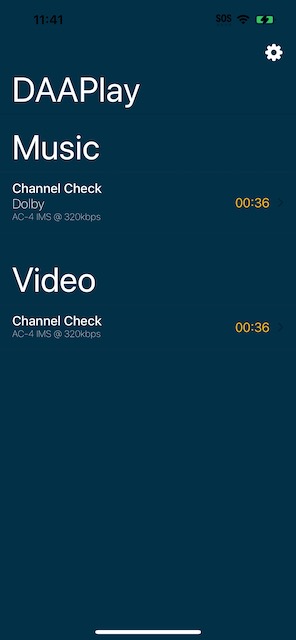 11:41
SOS
DAAPlay
Music
Channel Check
Dolby
AC-4 IMS @ 320kbps
00:36
Video
Channel Check
AC-4 IMS @ 320kbps
00:36